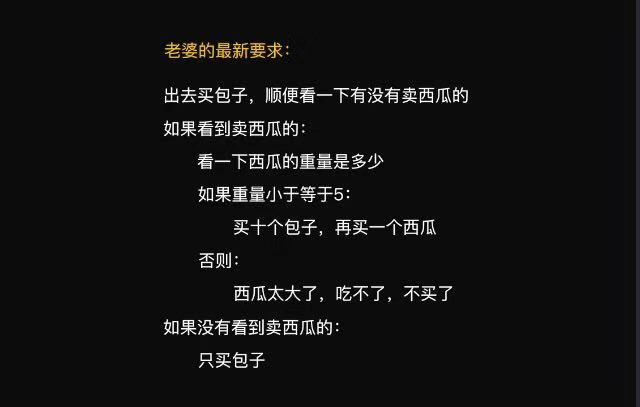 老婆的最新要求：
出去买包子，顺便看一下有没有卖西瓜的
如果看到卖西瓜的：
看一下西瓜的重量是多少
如果重量小于等于5：
买十个包子，再买一个西瓜
否则：
西瓜太大了，吃不了，不买了
如果没有看到卖西瓜的：
只买包子